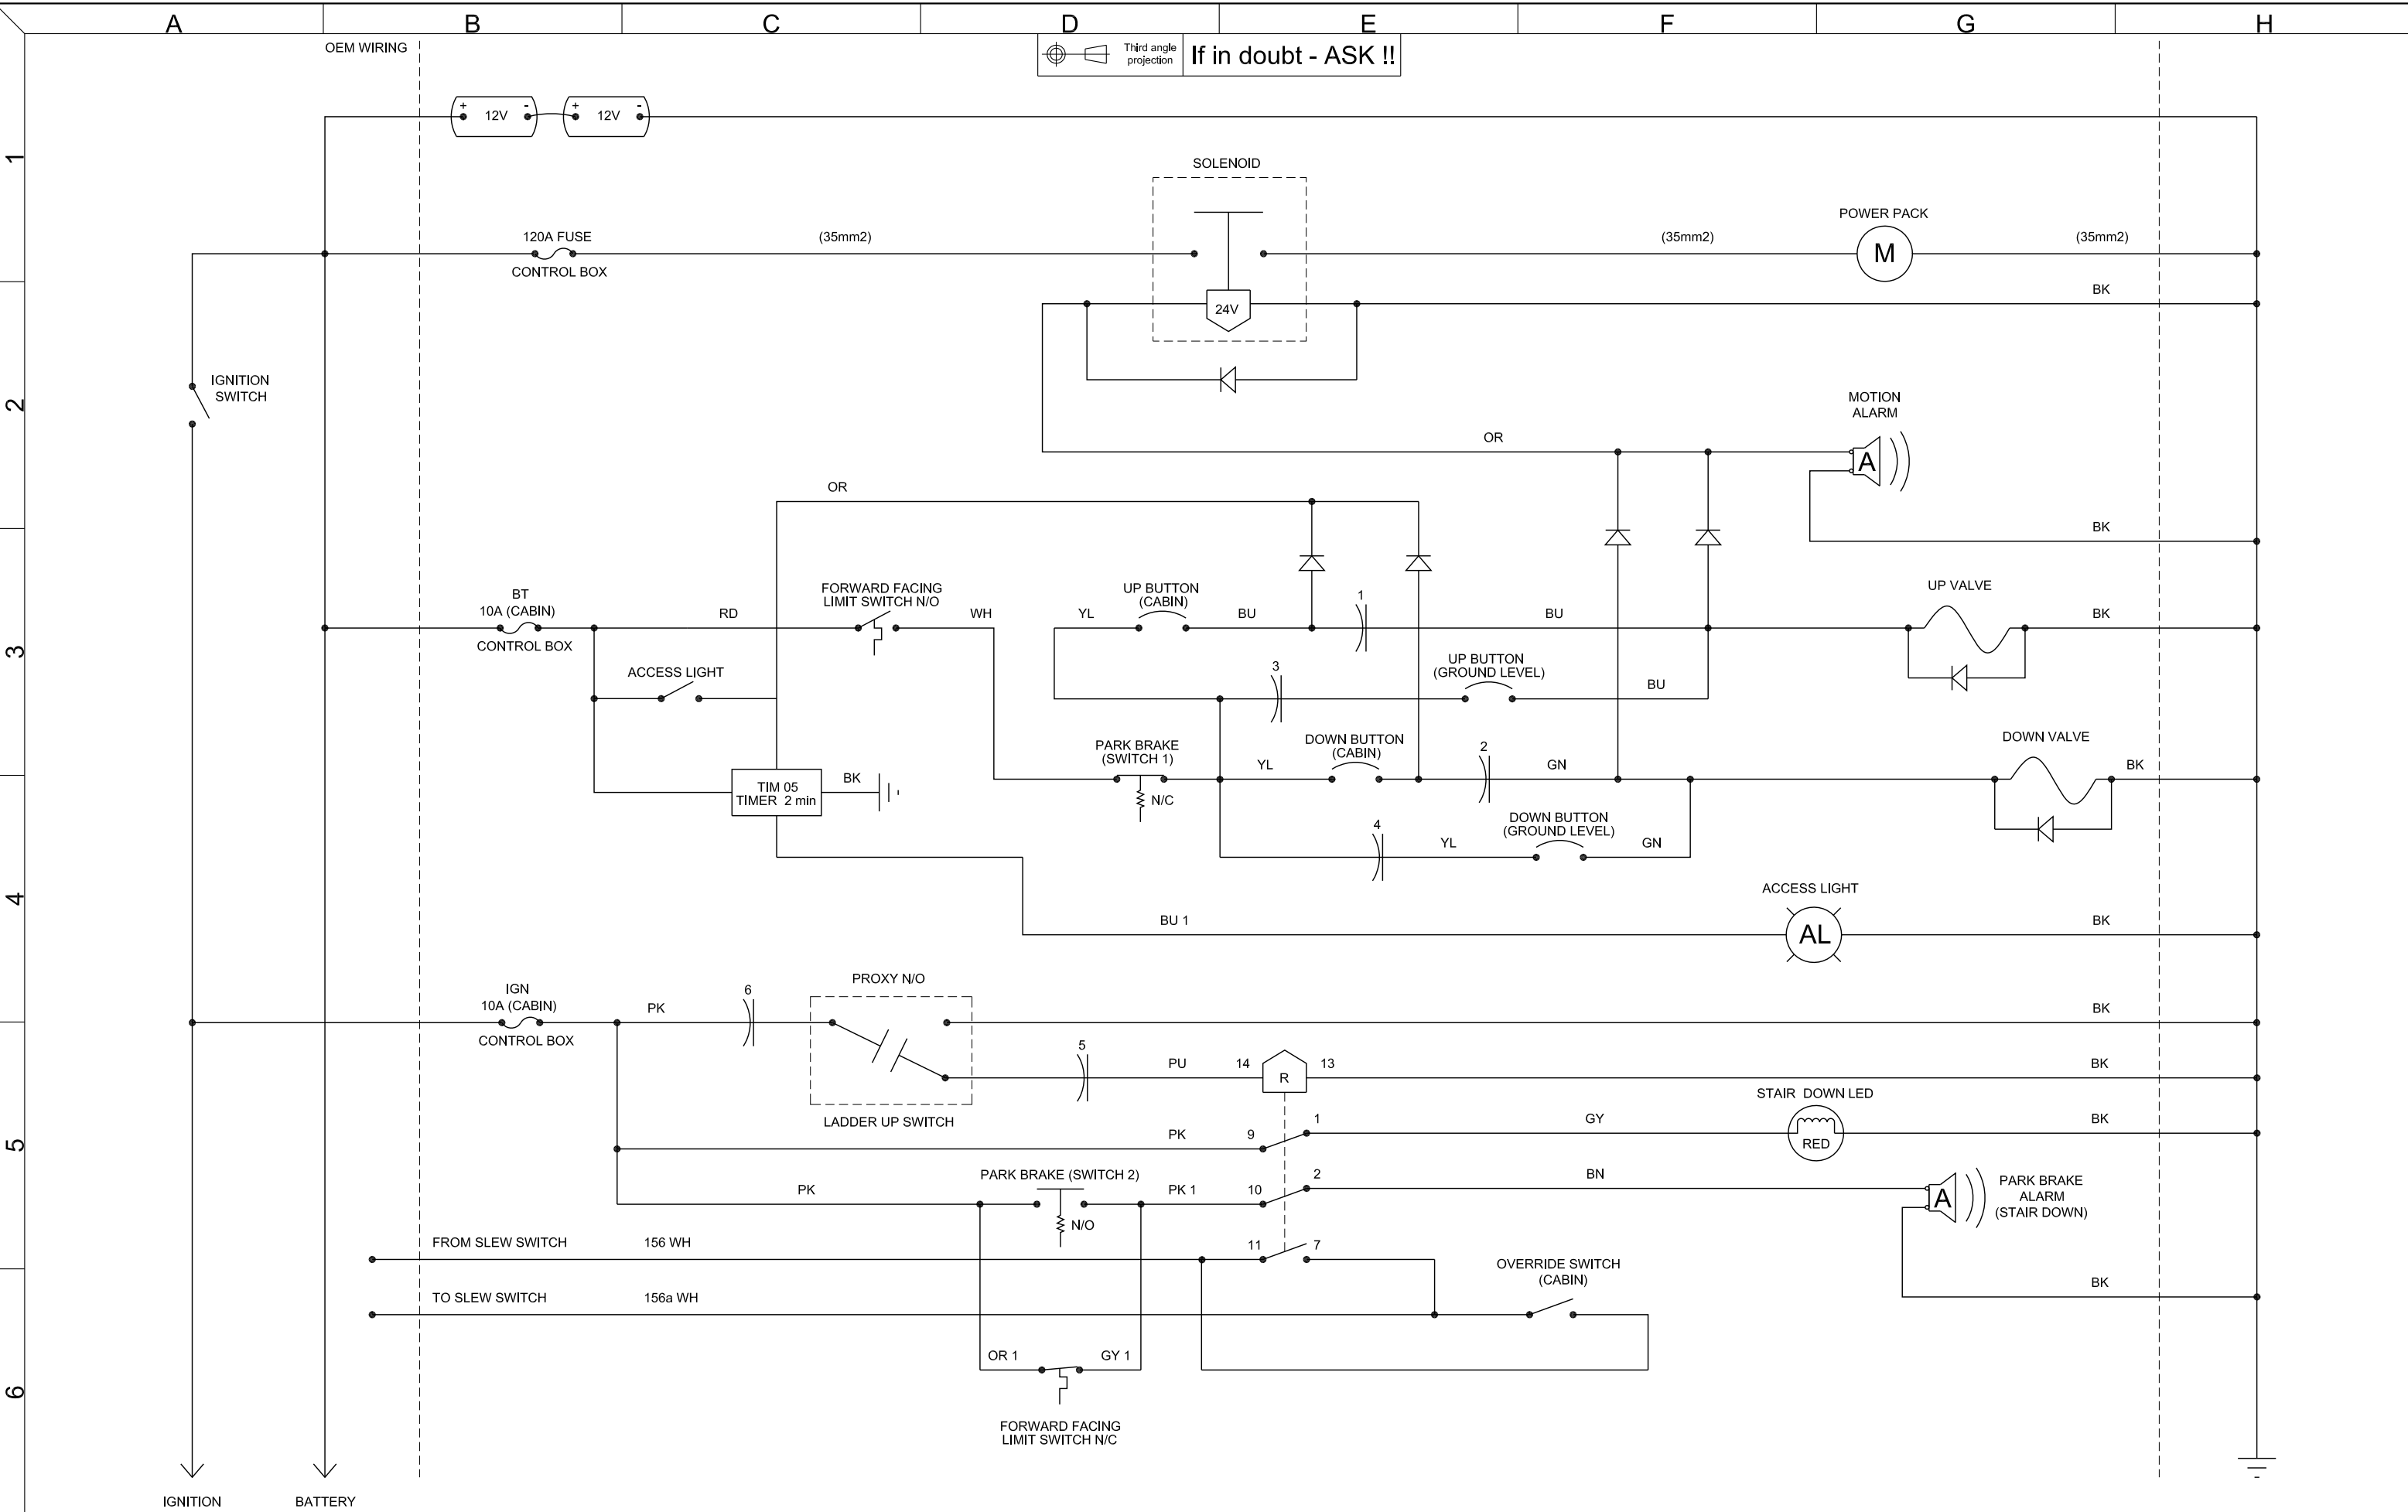 A B C D E F G H
OEM WIRING
Third angle
projection
If in doubt - ASK !!
+ 12V - + 12V -
1
SOLENOID
POWER PACK
120A FUSE
(35mm2)
(35mm2)
M
(35mm2)
CONTROL BOX
24V
BK
IGNITION
SWITCH
2
MOTION
ALARM
OR
A
OR
BK
BT
10A (CABIN)
CONTROL BOX
RD
FORWARD FACING
LIMIT SWITCH N/O
WH
YL
UP BUTTON
(CABIN)
BU
1
BU
UP VALVE
BK
3
ACCESS LIGHT
3
UP BUTTON
(GROUND LEVEL)
BU
PARK BRAKE
(SWITCH 1)
N/C
YL
DOWN BUTTON
(CABIN)
2
GN
DOWN VALVE
BK
TIM 05
TIMER 2 min
BK
4
YL
DOWN BUTTON
(GROUND LEVEL)
GN
4
BU 1
ACCESS LIGHT
AL
BK
IGN
10A (CABIN)
CONTROL BOX
PK
6
PROXY N/O
BK
LADDER UP SWITCH
5
PU
14
R
13
BK
5
PK
9
1
GY
STAIR DOWN LED
RED
BK
PK
PARK BRAKE (SWITCH 2)
N/O
PK 1
10
2
BN
A
PARK BRAKE
ALARM
(STAIR DOWN)
FROM SLEW SWITCH
156 WH
11
7
BK
TO SLEW SWITCH
156a WH
OVERRIDE SWITCH
(CABIN)
6
OR 1
GY 1
FORWARD FACING
LIMIT SWITCH N/C
IGNITION
BATTERY